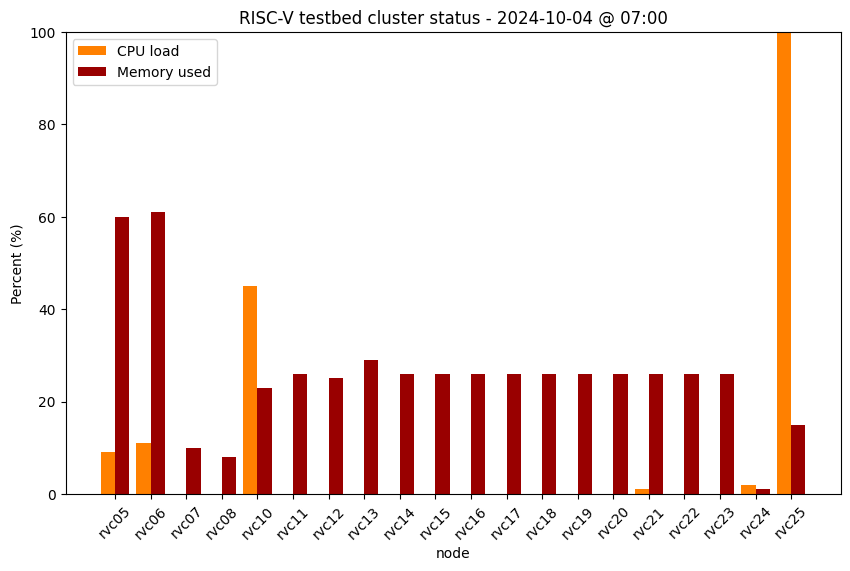 RISC-V testbed cluster status - 2024-10-04 @ 07:00
CPU load
Memory used
Percent (%)
100
80
60
40
20
0
rvc05 rvc06 rvc07 rvc08 rvc10 rvc11 rvc12 rvc13 rvc14 rvc15 rvc16 rvc17 rvc18 rvc19 rvc20 rvc21 rvc22 rvc23 rvc24 rvc25
node